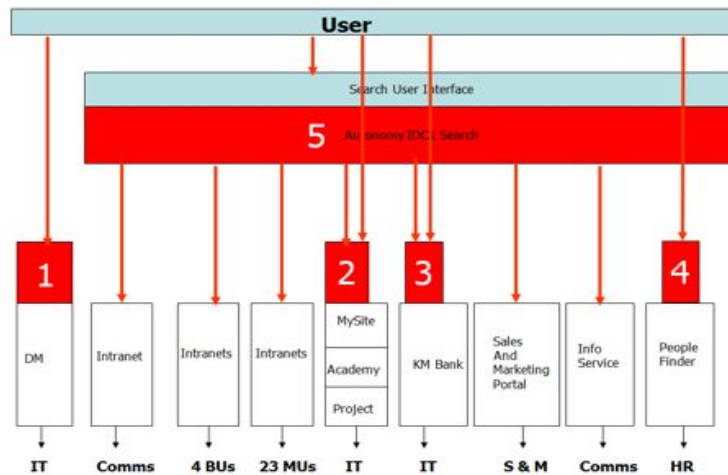 User
Search User Interface
5 Autonomy IDOL Search
1
2
3
4
DM
Intranet
Intranets
Intranets
MySite
Academy
Project
KM Bank
Sales
And
Marketing
Portal
Info
Service
People
Finder
IT
Comms
4 BUs
23 MUs
IT
IT
S & M
Comms
HR